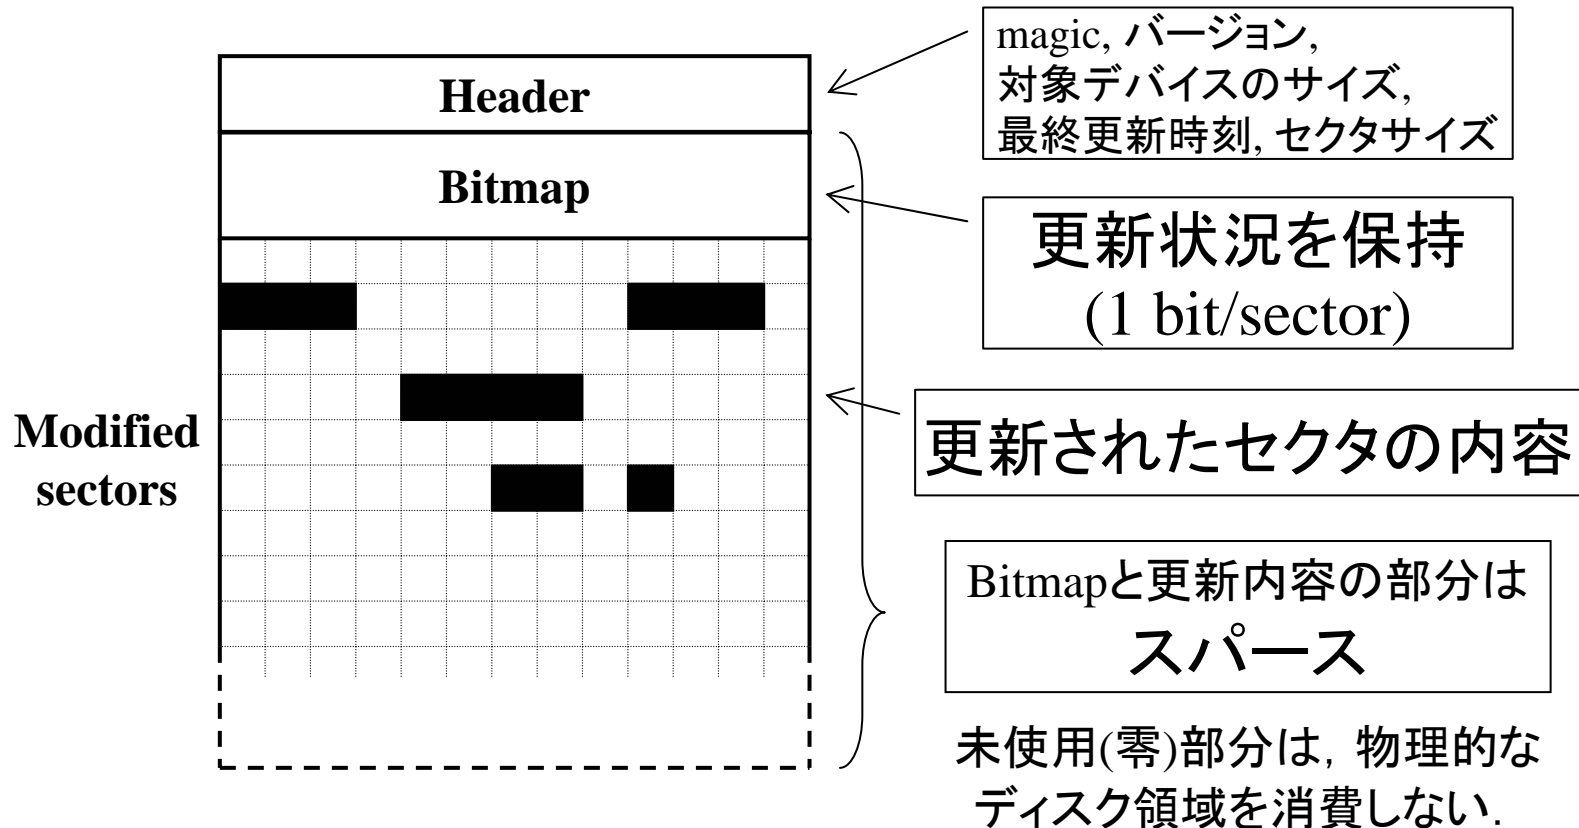 Header
Bitmap
Modified
sectors
magic, バージョン,
対象デバイスのサイズ,
最終更新時刻, セクタサイズ
更新状況を保持
(1 bit/sector)
更新されたセクタの内容
Bitmapと更新内容の部分は
スパース
未使用(零)部分は, 物理的な
ディスク領域を消費しない.